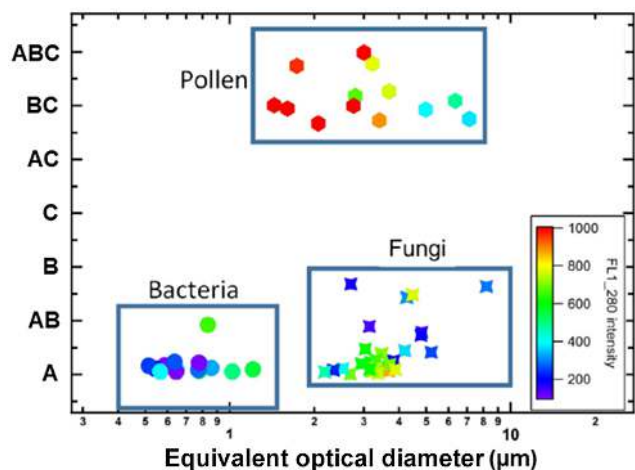 ABC
Pollen
BC
AC
C
B
Fungi
Bacteria
AB
A
1000
800
600
400
200
FL1_280 intensity
3 4 5 6 7 8 9 1 2 3 4 5 6 7 8 9 10 2
Equivalent optical diameter (µm)